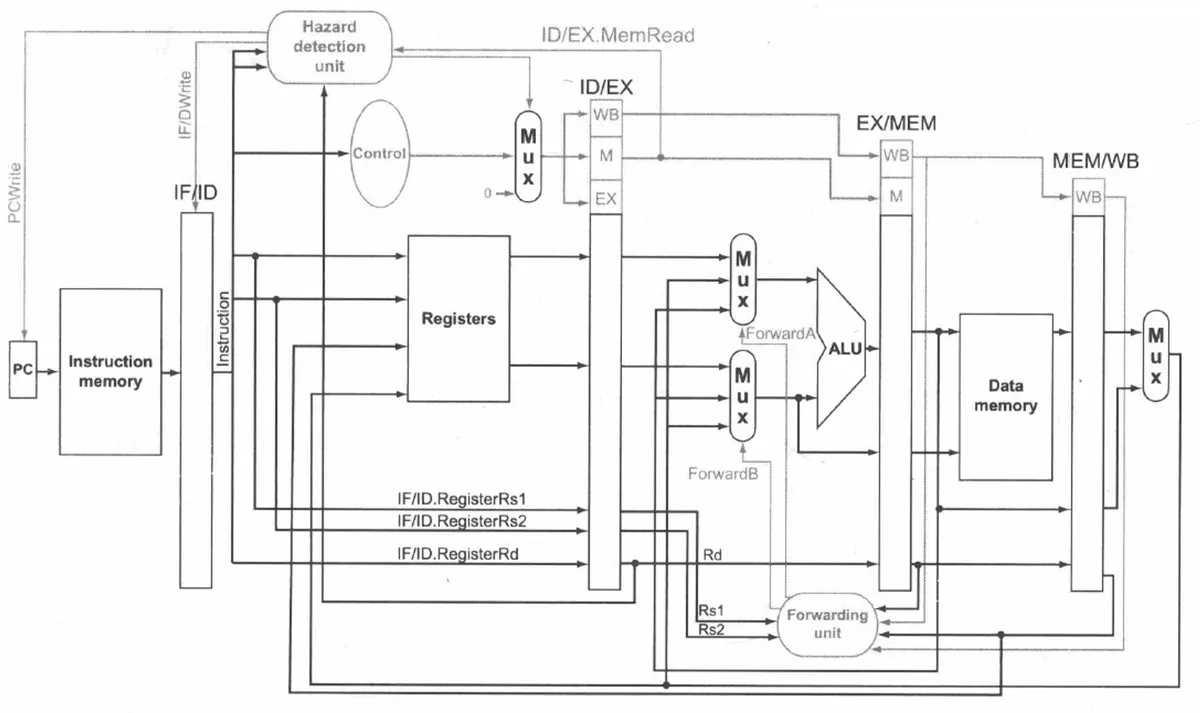 Hazard
detection
unit
ID/EX.MemRead
ID/EX
PCWrite
IF/DWrite
Control
Mux
0
WB
M
EX
EX/MEM
WB
M
MEM/WB
WB
IF/ID
PC
Instruction
memory
Instruction
Registers
Mux
ForwardA
Mux
ForwardB
ALU
Data
memory
Mux
IF/ID.RegisterRs1
IF/ID.RegisterRs2
IF/ID.RegisterRd
Rd
Rs1
Rs2
Forwarding
unit